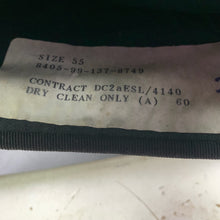 SIZE 55
8405-99-137-8749
CONTRACT DC2aESL/4140
DRY CLEAN ONLY (A) 60